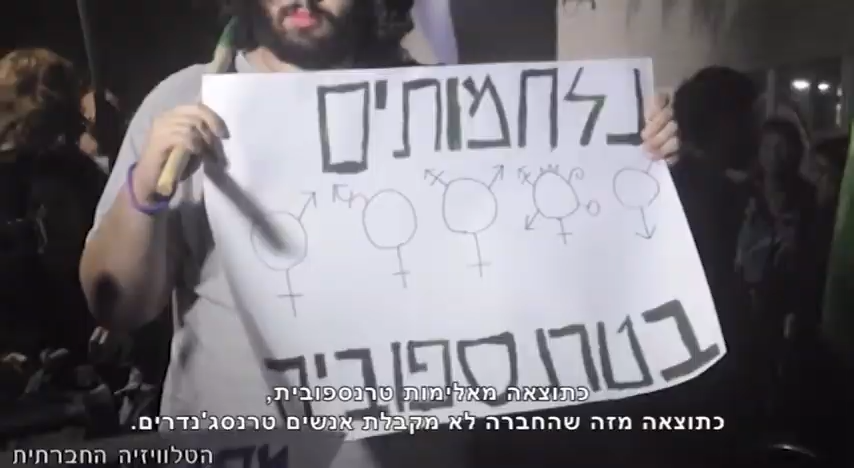 נלחמותים
בטרנספוביה
כתוצאה מאלימות טרנספובית,
כתוצאה מזה שהחברה לא מקבלת אנשים טרנסג'נדרים.
הטלוויזיה החברתית